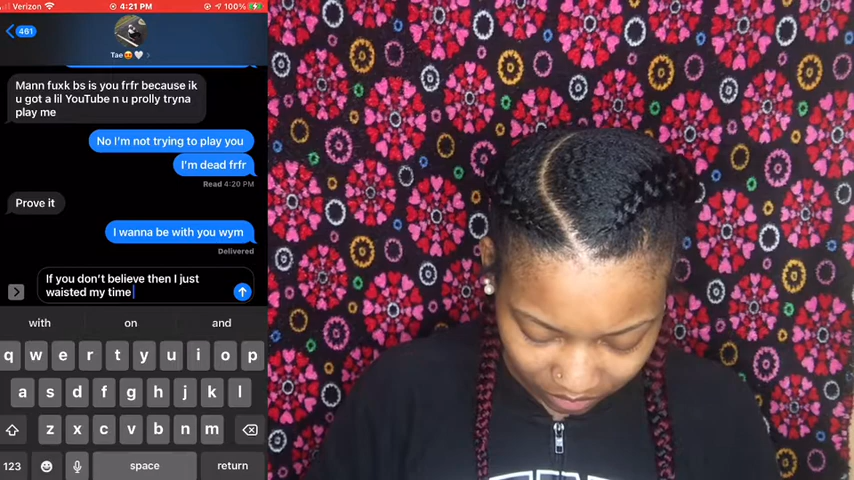 Verizon 4:21 PM 100%
461
Tae😍🤍 >
Mann fuxk bs is you frfr because ik
u got a lil YouTube n u prolly tryna
play me
No I'm not trying to play you
I'm dead frfr
Read 4:20 PM
Prove it
I wanna be with you wym
Delivered
If you don't believe then I just
waisted my time
with on and
q w e r t y u i o p
a s d f g h j k l
z x c v b n m
123 space return